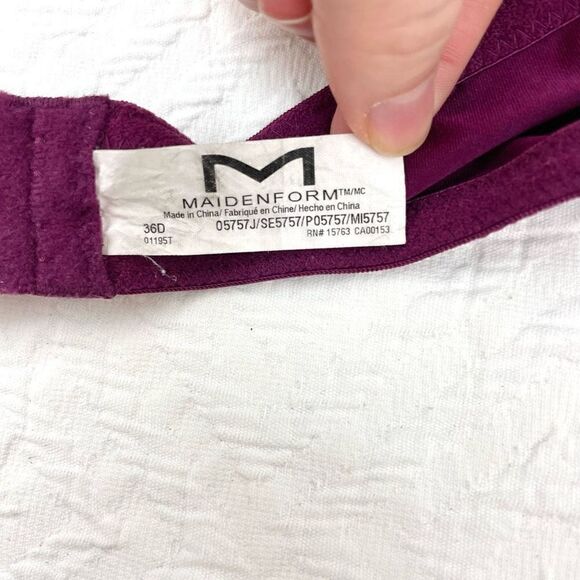 M
MAIDENFORM™/MC
Made in China/ Fabriqué en Chine/ Hecho en China
36D 05757J/SE5757/P05757/MI5757
01195T RN# 15763 CA00153